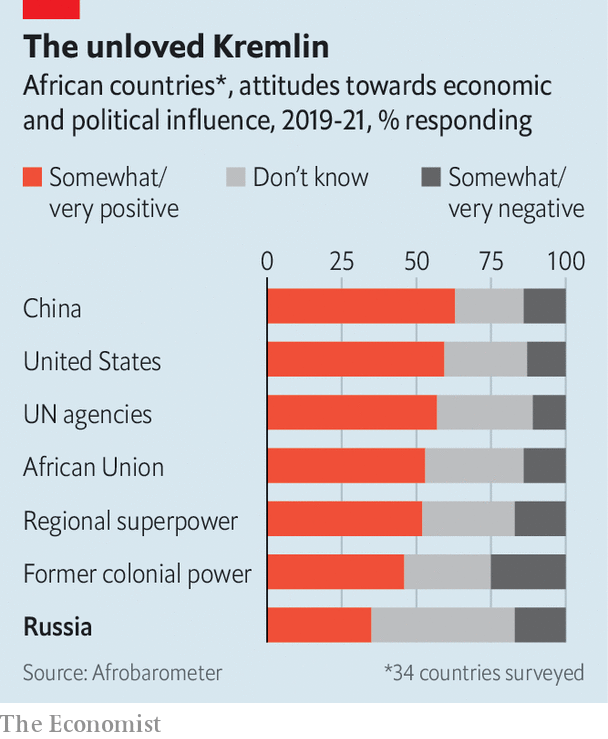 The unloved Kremlin
African countries*, attitudes towards economic
and political influence, 2019-21, % responding
Somewhat/
very positive
Don't know
Somewhat/
very negative
0 25 50 75 100
China
United States
UN agencies
African Union
Regional superpower
Former colonial power
Russia
Source: Afrobarometer
*34 countries surveyed
The Economist